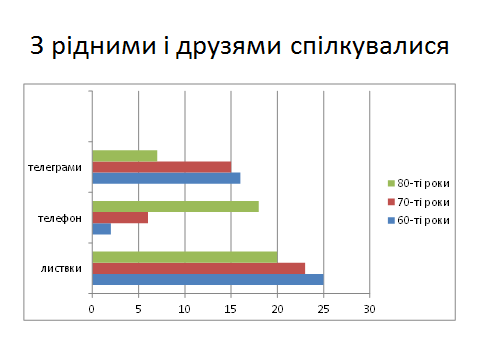 З рідними і друзями спілкувалися
телеграми
телефон
листвки
80-ті роки
70-ті роки
60-ті роки
0 5 10 15 20 25 30